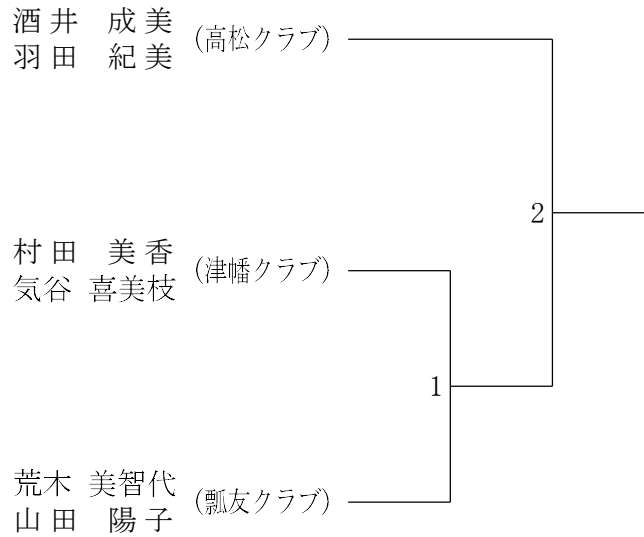 酒井 成美
羽田 紀美
(高松クラブ)
2
村田 美香
気谷 喜美枝
(津幡クラブ)
1
荒木 美智代
山田 陽子
(瓢友クラブ)